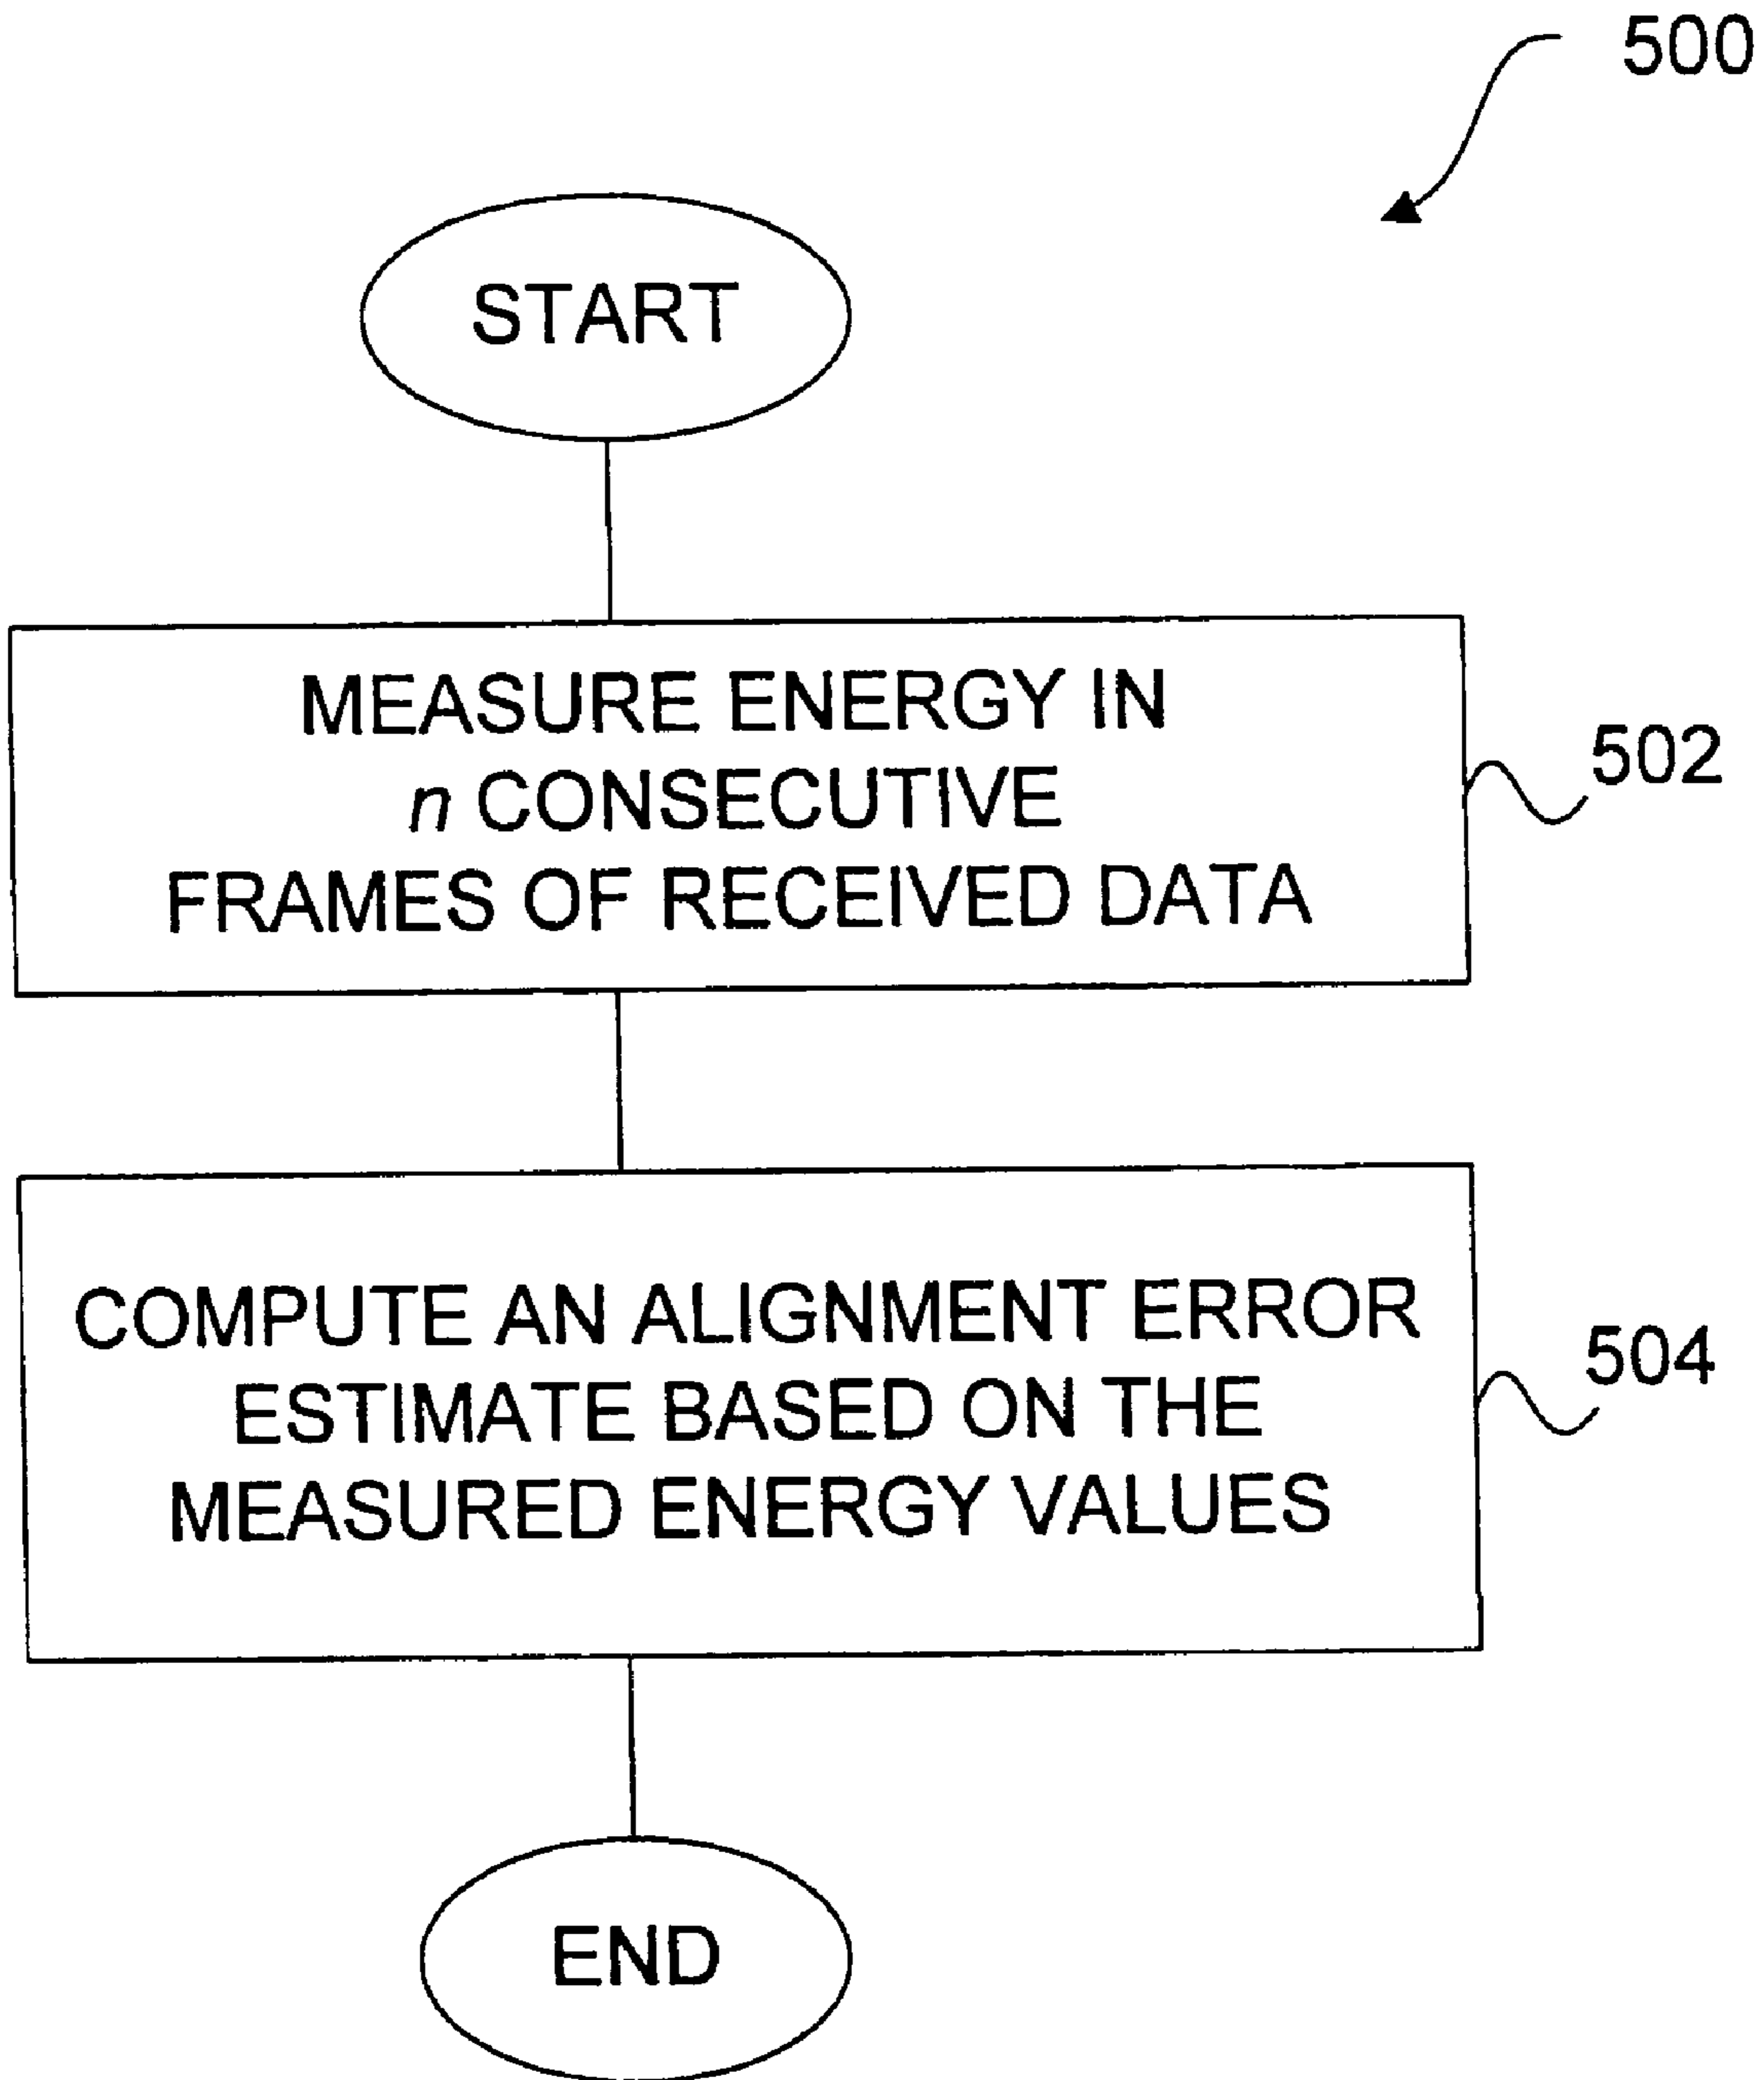 500
START
MEASURE ENERGY IN
n CONSECUTIVE
FRAMES OF RECEIVED DATA
502
COMPUTE AN ALIGNMENT ERROR
ESTIMATE BASED ON THE
MEASURED ENERGY VALUES
504
END